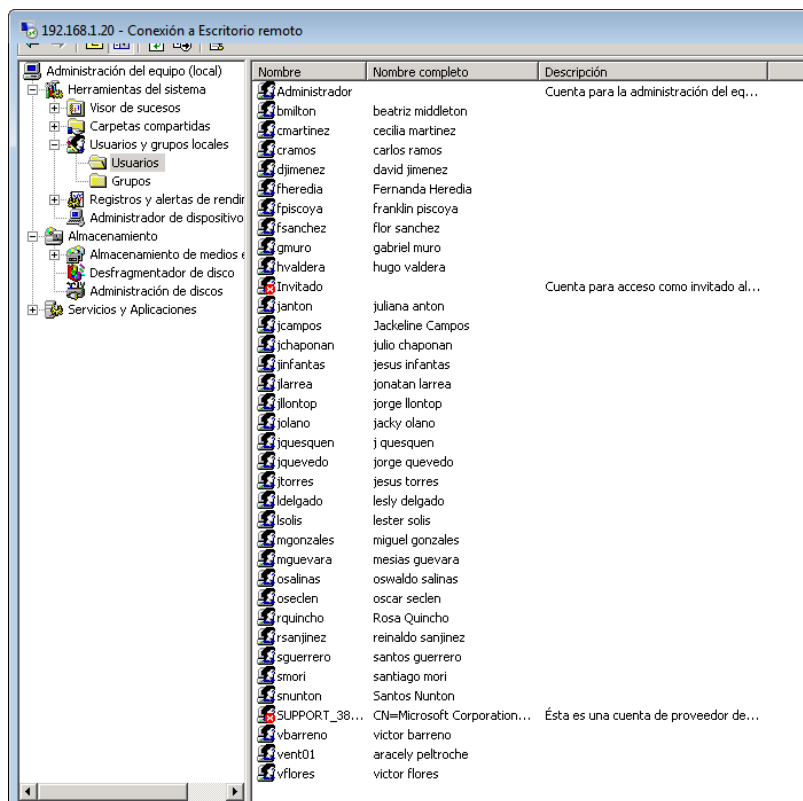 192.168.1.20 - Conexión a Escritorio remoto
Administración del equipo (local)
Herramientas del sistema
Visor de sucesos
Carpetas compartidas
Usuarios y grupos locales
Usuarios
Grupos
Registros y alertas de rendir
Administrador de dispositivo
Almacenamiento
Almacenamiento de medios e
Desfragmentador de disco
Administración de discos
Servicios y Aplicaciones
Nombre Nombre completo Descripción
Administrador Cuenta para la administración del eq...
bmilton beatriz middleton
cmartinez cecilia martinez
cramos carlos ramos
djimenez david jimenez
fheredia Fernanda Heredia
fpiscoya franklin piscoya
fsanchez flor sanchez
gmuro gabriel muro
hvaldera hugo valdera
Invitado Cuenta para acceso como invitado al...
janton juliana anton
jcampos Jackeline Campos
jchaponan julio chaponan
jinfantas jesus infantas
jlarrea jonatan larrea
jllontop jorge llontop
jolano jacky olano
jquesquen j quesquen
jquevedo jorge quevedo
jtorres jesus torres
ldelgado lesly delgado
lsolis lester solis
mgonzales miguel gonzales
mguevara mesias guevara
osalinas oswaldo salinas
oseclen oscar seclen
rquincho Rosa Quincho
rsanjinez reinaldo sanjinez
sguerrero santos guerrero
smori santiago mori
snunton Santos Nunton
SUPPORT_38... CN=Microsoft Corporation... Ésta es una cuenta de proveedor de...
vbarreno victor barreno
vent01 aracely peltroche
vflores victor flores